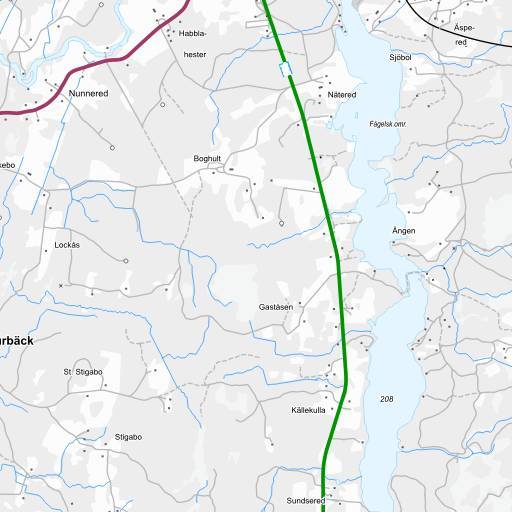 Habbla-
hester
Äspe-
red
Sjöbol
Nunnered
Nätered
Fågelsk.omr.
kebo
Boghult
Ängen
Lockås
Gaståsen
urbäck
St. Stigabo
208
Källekulla
Stigabo
Sundsered